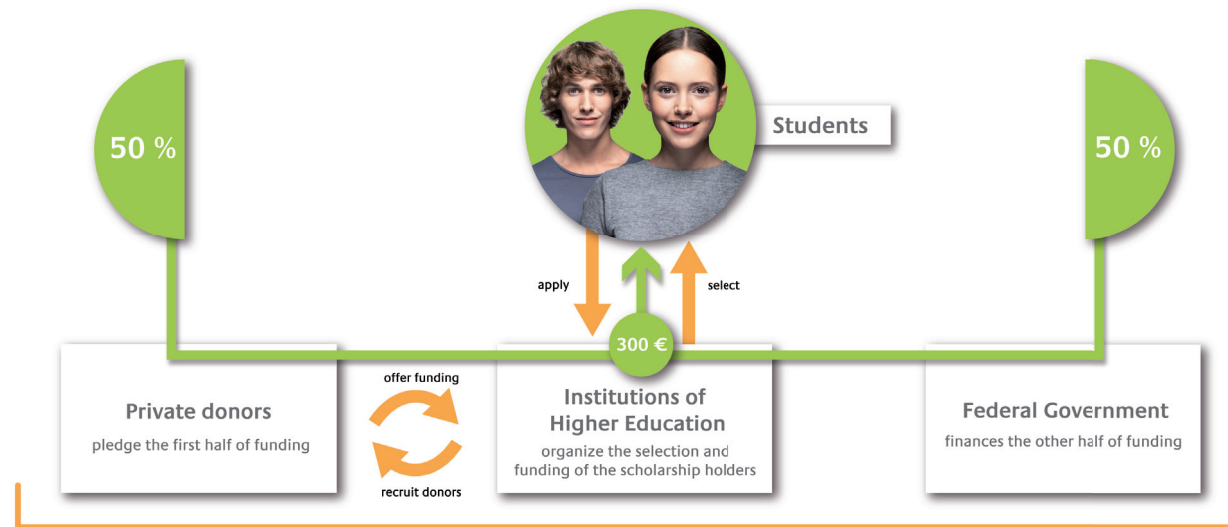 50 %
Students
50 %
apply
select
300 €
offer funding
Private donors
pledge the first half of funding
recruit donors
Institutions of
Higher Education
organize the selection and
funding of the scholarship holders
Federal Government
finances the other half of funding